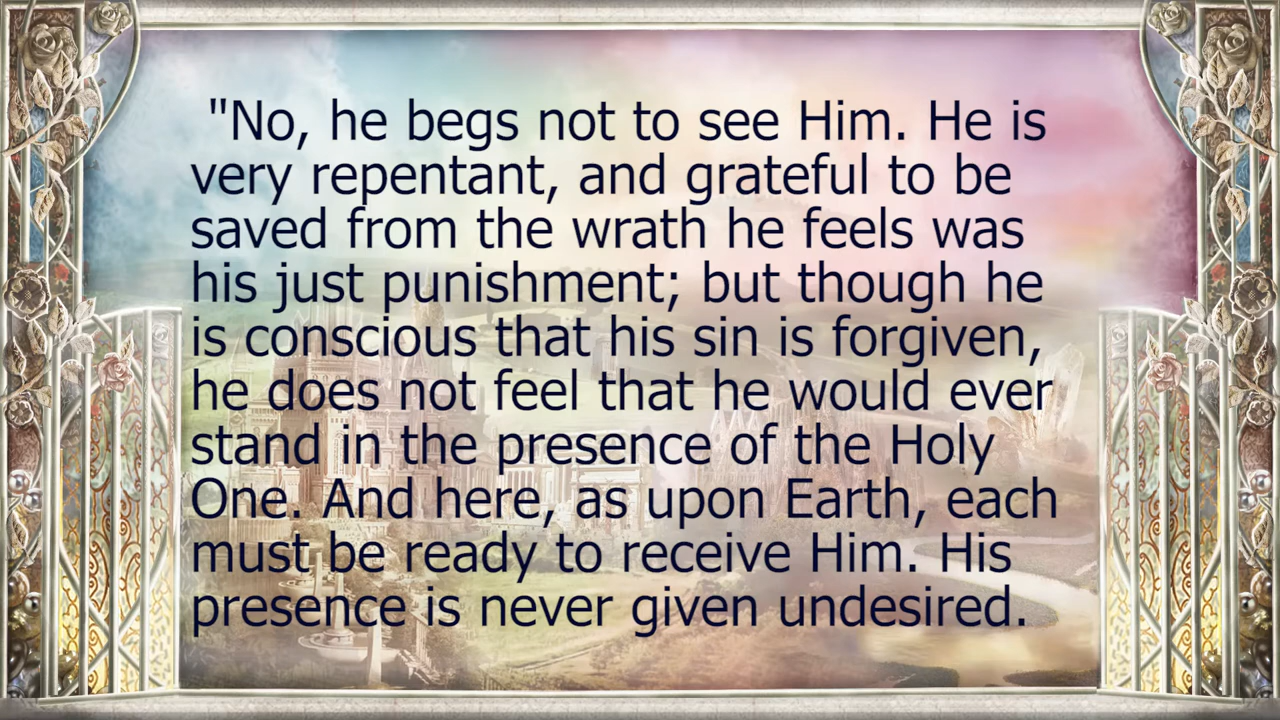 "No, he begs not to see Him. He is
very repentant, and grateful to be
saved from the wrath he feels was
his just punishment; but though he
is conscious that his sin is forgiven,
he does not feel that he would ever
stand in the presence of the Holy
One. And here, as upon Earth, each
must be ready to receive Him. His
presence is never given undesired.